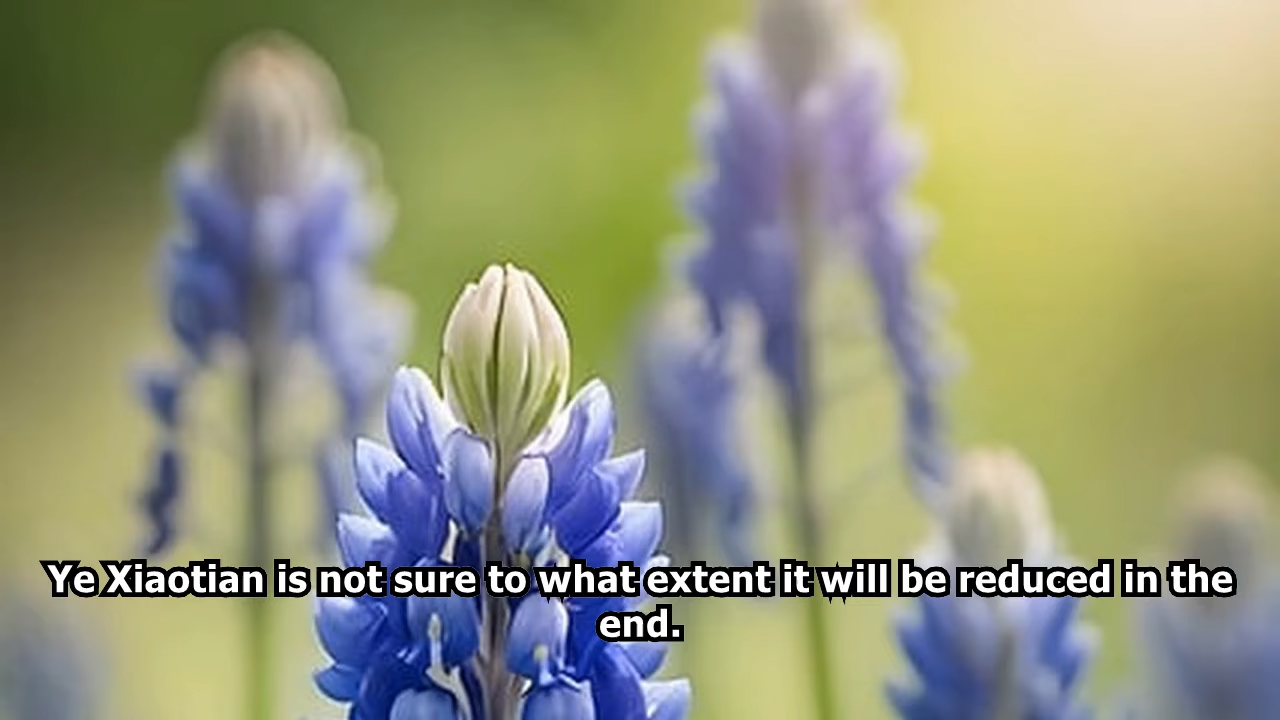 Ye Xiaotian is not sure to what extent it will be reduced in the
end.